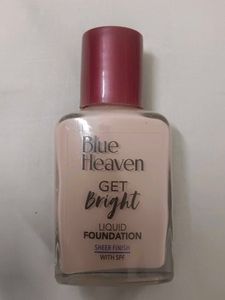 Blue
Heaven
GET
Bright
LIQUID
FOUNDATION
SHEER FINISH
WITH SPF